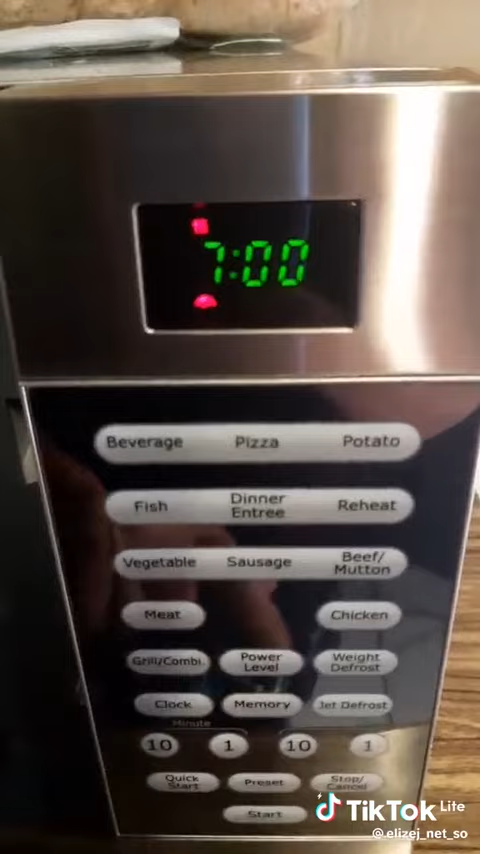 7:00
Beverage Pizza Potato
Fish Dinner Entree Reheat
Vegetable Sausage Beef/ Mutton
Meat Chicken
Grill/Combi. Power Level Weight Defrost
Clock Memory Jet Defrost
Minute
10 1 10 1
Quick Start Preset Stop/ Cancel
Start
TikTok Lite
@elizej_net_so